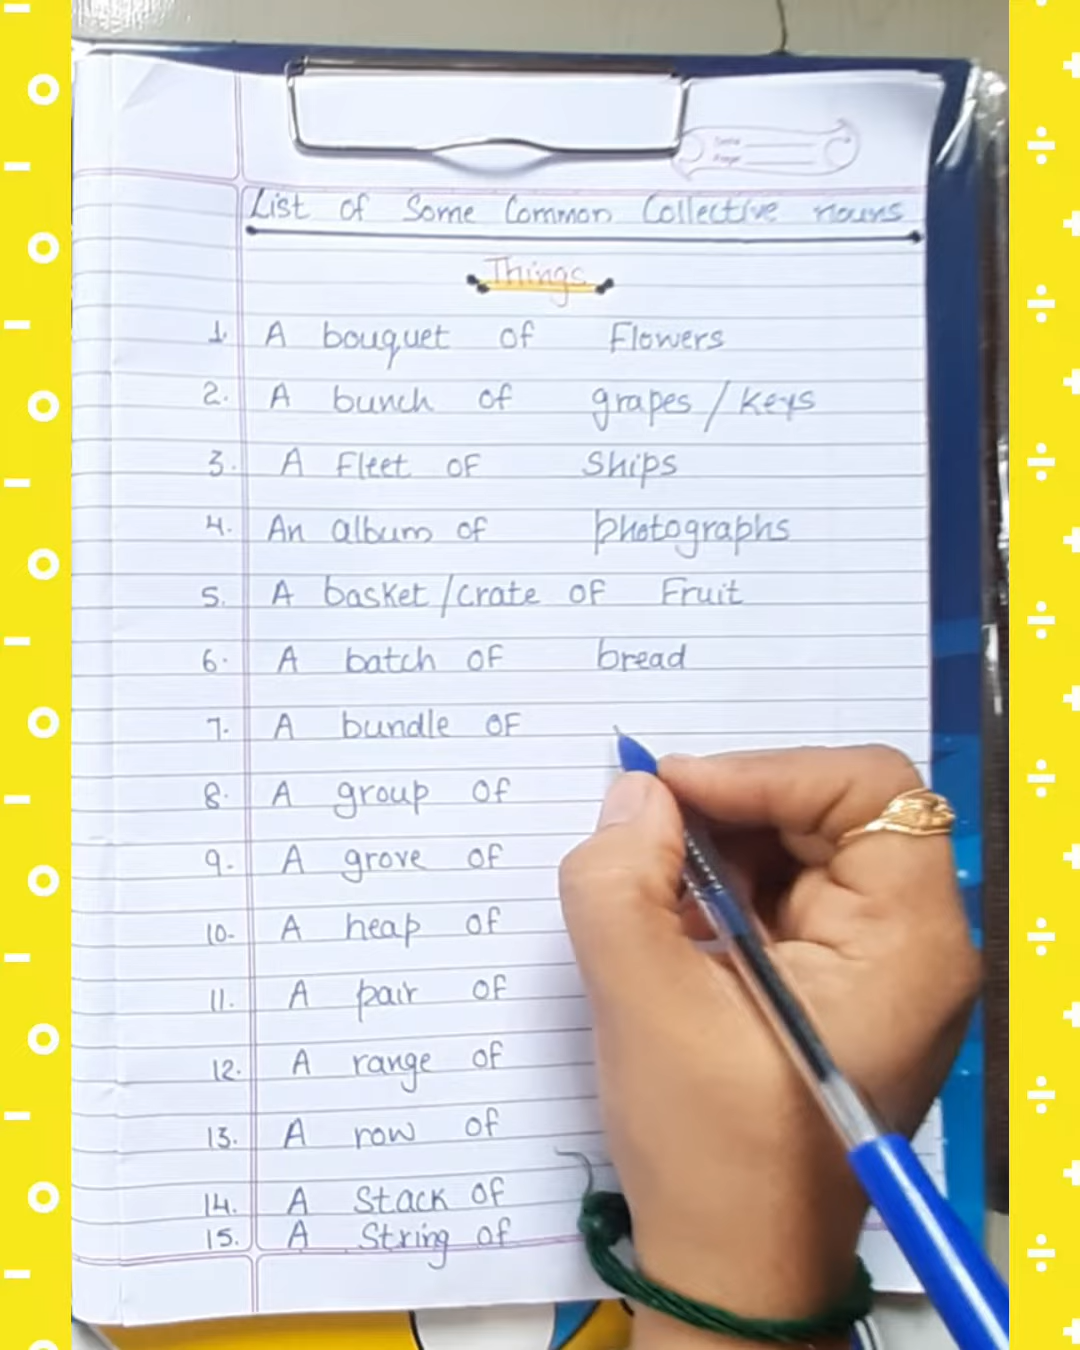 List of Some Common Collective nouns
Things
1. A bouquet of Flowers
2. A bunch of grapes / keys
3. A Fleet of Ships
4. An album of photographs
5. A basket/crate of Fruit
6. A batch of bread
7. A bundle of
8. A group of
9. A grove of
10. A heap of
11. A pair of
12. A range of
13. A row of
14. A Stack of
15. A String of